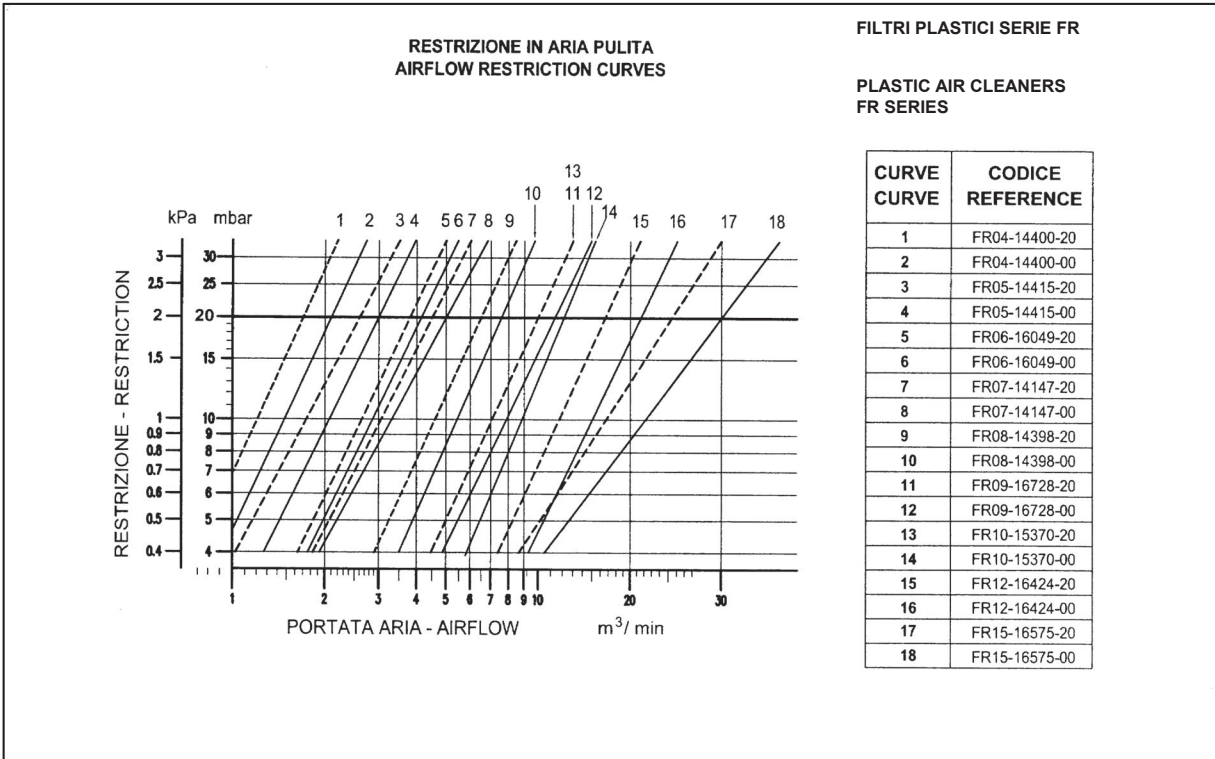 FILTRI PLASTICI SERIE FR
RESTRIZIONE IN ARIA PULITA
AIRFLOW RESTRICTION CURVES
PLASTIC AIR CLEANERS
FR SERIES
CURVE CURVE CODICE REFERENCE
1 FR04-14400-20
2 FR04-14400-00
3 FR05-14415-20
4 FR05-14415-00
5 FR06-16049-20
6 FR06-16049-00
7 FR07-14147-20
8 FR07-14147-00
9 FR08-14398-20
10 FR08-14398-00
11 FR09-16728-20
12 FR09-16728-00
13 FR10-15370-20
14 FR10-15370-00
15 FR12-16424-20
16 FR12-16424-00
17 FR15-16575-20
18 FR15-16575-00
13
10 11 12 14
kPa mbar 1 2 3 4 5 6 7 8 9 15 16 17 18
3 30
2.5 25
2 20
1.5 15
1 10
0.9 9
0.8 8
0.7 7
0.6 6
0.5 5
0.4 4
RESTRIZIONE - RESTRICTION
1 2 3 4 5 6 7 8 9 10 20 30
PORTATA ARIA - AIRFLOW m³/ min